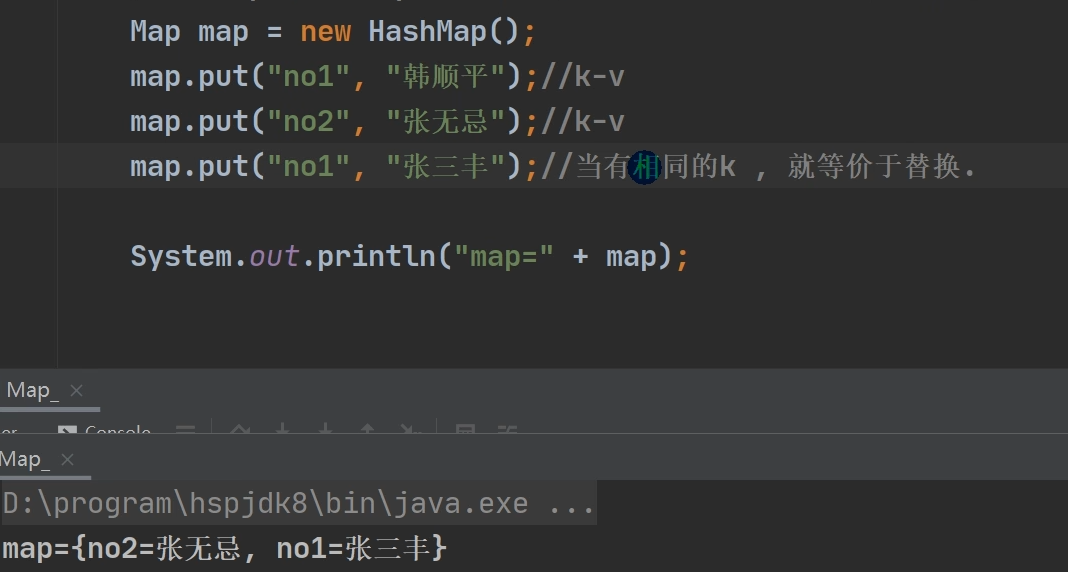 Map map = new HashMap();
map.put("no1", "韩顺平");//k-v
map.put("no2", "张无忌");//k-v
map.put("no1", "张三丰");//当有相同的k , 就等价于替换.
System.out.println("map=" + map);
Map_
Console
Map_
D:\program\hspjdk8\bin\java.exe ...
map={no2=张无忌, no1=张三丰}